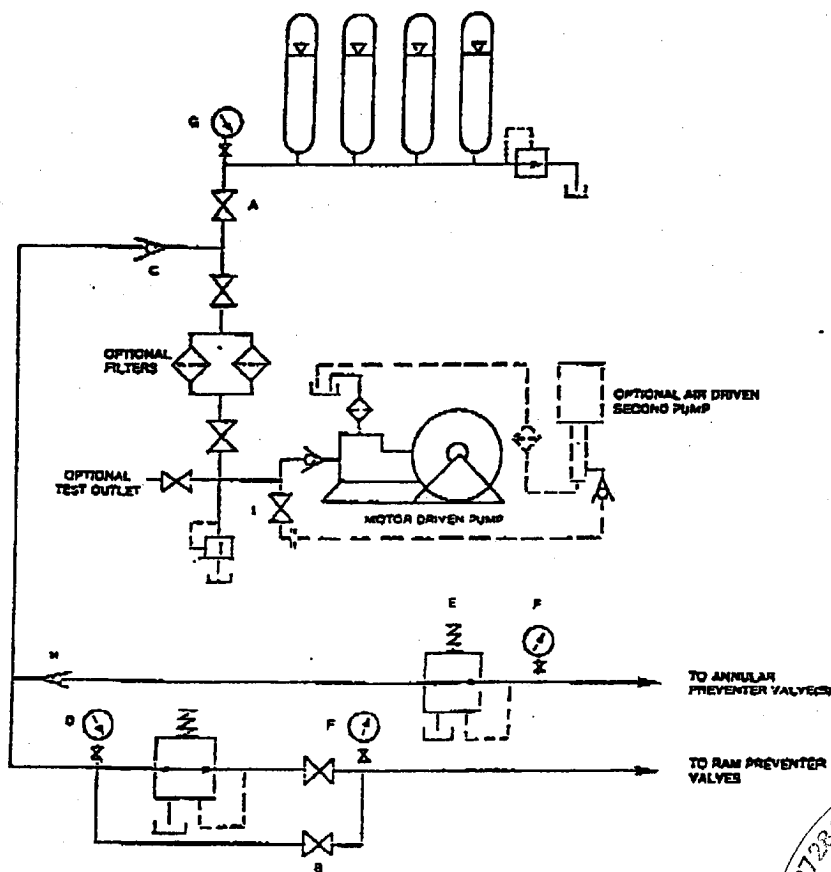 G
A
C
OPTIONAL
FILTERS
OPTIONAL AIR DRIVEN
SECOND PUMP
OPTIONAL
TEST OUTLET
I
MOTOR DRIVEN PUMP
E
F
H
TO ANNULAR
PREVENTER VALVE(S)
D
F
TO RAM PREVENTER
VALVES
B